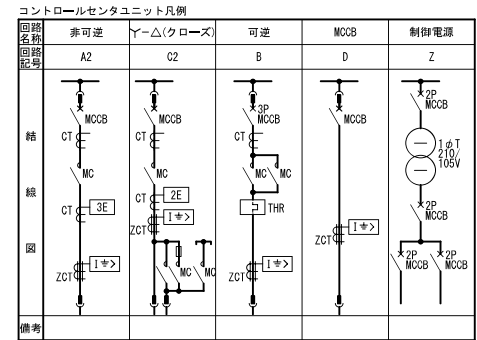 コントロールセンタユニット凡例
回路名称 非可逆 Y-△(クローズ) 可逆 MCCB 制御電源
回路記号 A2 C2 B D Z
結線図
MCCB
CT
MC
CT 3E
ZCT I⏚>
MCCB
CT
MC
CT 2E
ZCT I⏚>
MC MC
3P
MCCB
CT
MC MC
THR
ZCT I⏚>
MCCB
ZCT I⏚>
2P
MCCB
1φT
210/
105V
2P
MCCB
2P
MCCB
2P
MCCB
備考